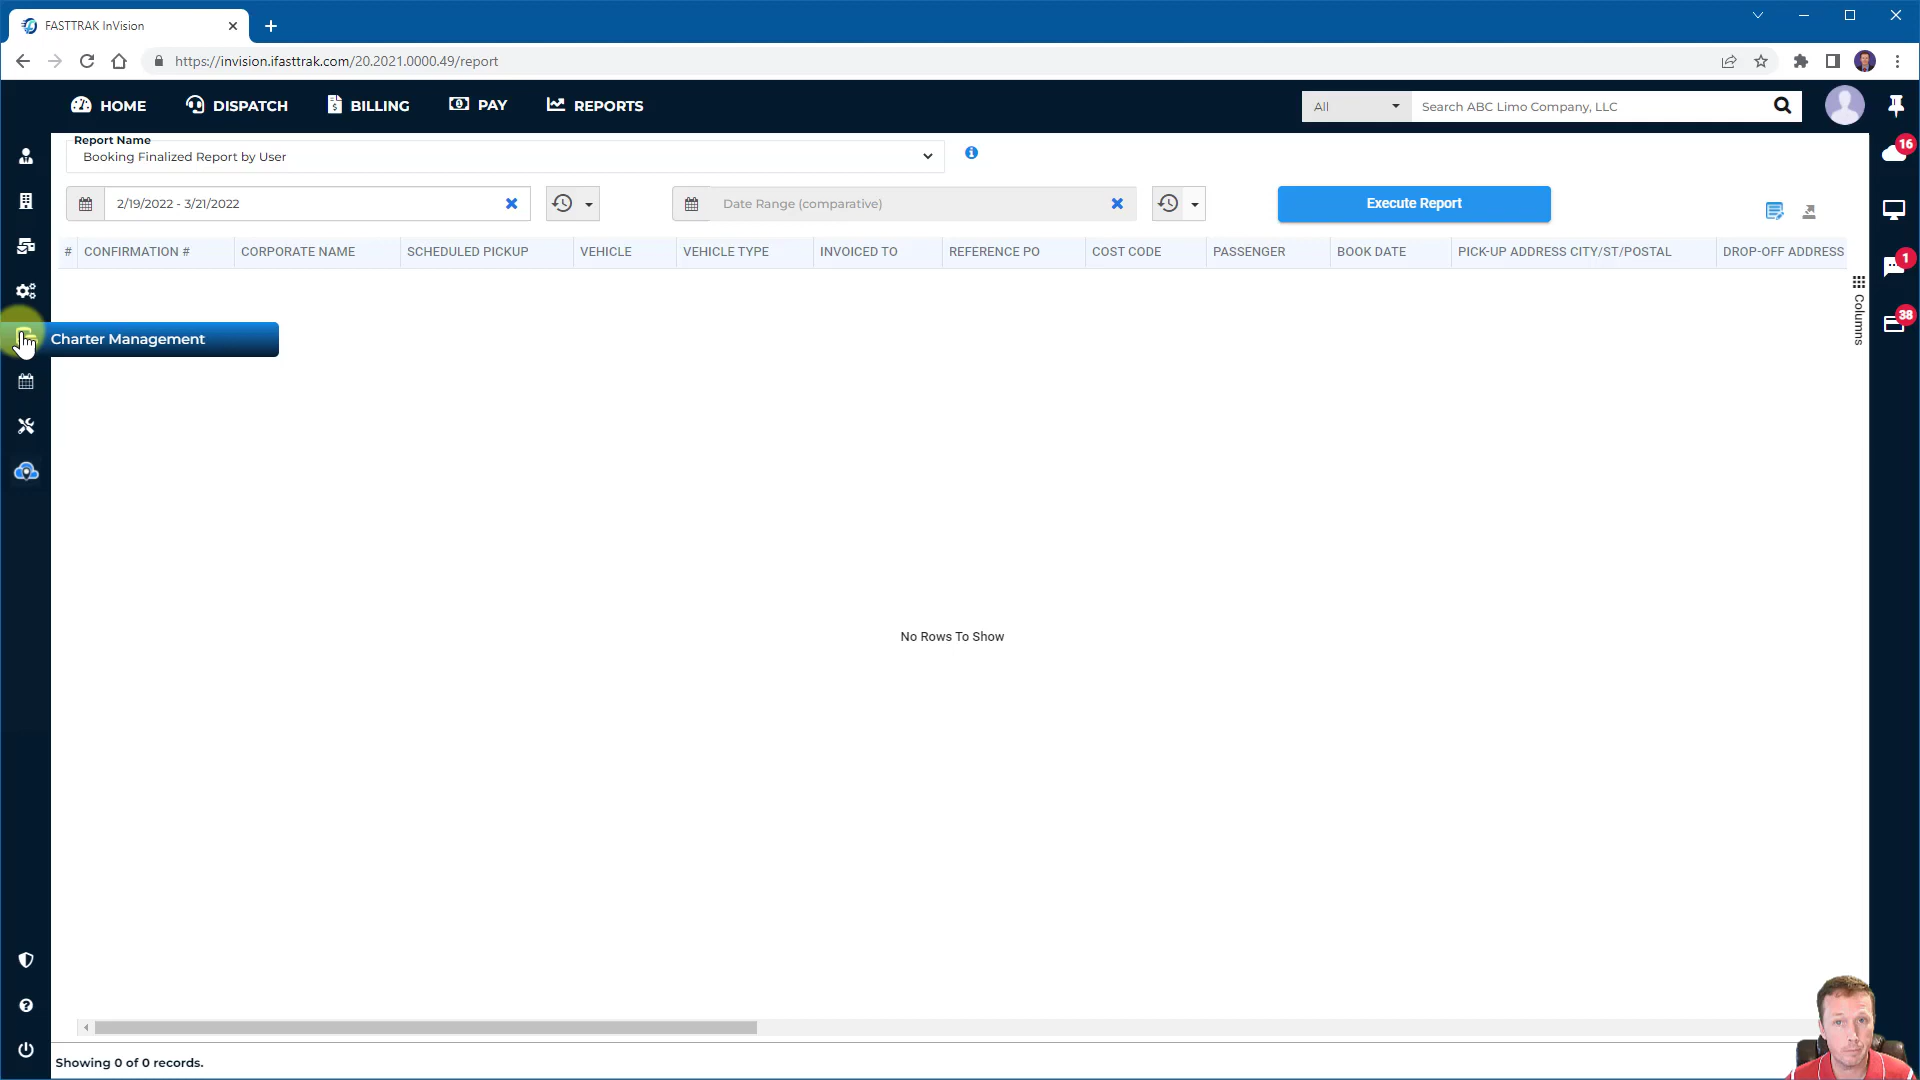 FASTTRAK InVision
https://invision.ifasttrak.com/20.2021.0000.49/report
HOME
DISPATCH
BILLING
PAY
REPORTS
All
Search ABC Limo Company, LLC
Report Name
Booking Finalized Report by User
16
2/19/2022 - 3/21/2022
Date Range (comparative)
Execute Report
# CONFIRMATION # CORPORATE NAME SCHEDULED PICKUP VEHICLE VEHICLE TYPE INVOICED TO REFERENCE PO COST CODE PASSENGER BOOK DATE PICK-UP ADDRESS CITY/ST/POSTAL DROP-OFF ADDRESS
1
Columns
38
Charter Management
No Rows To Show
Showing 0 of 0 records.